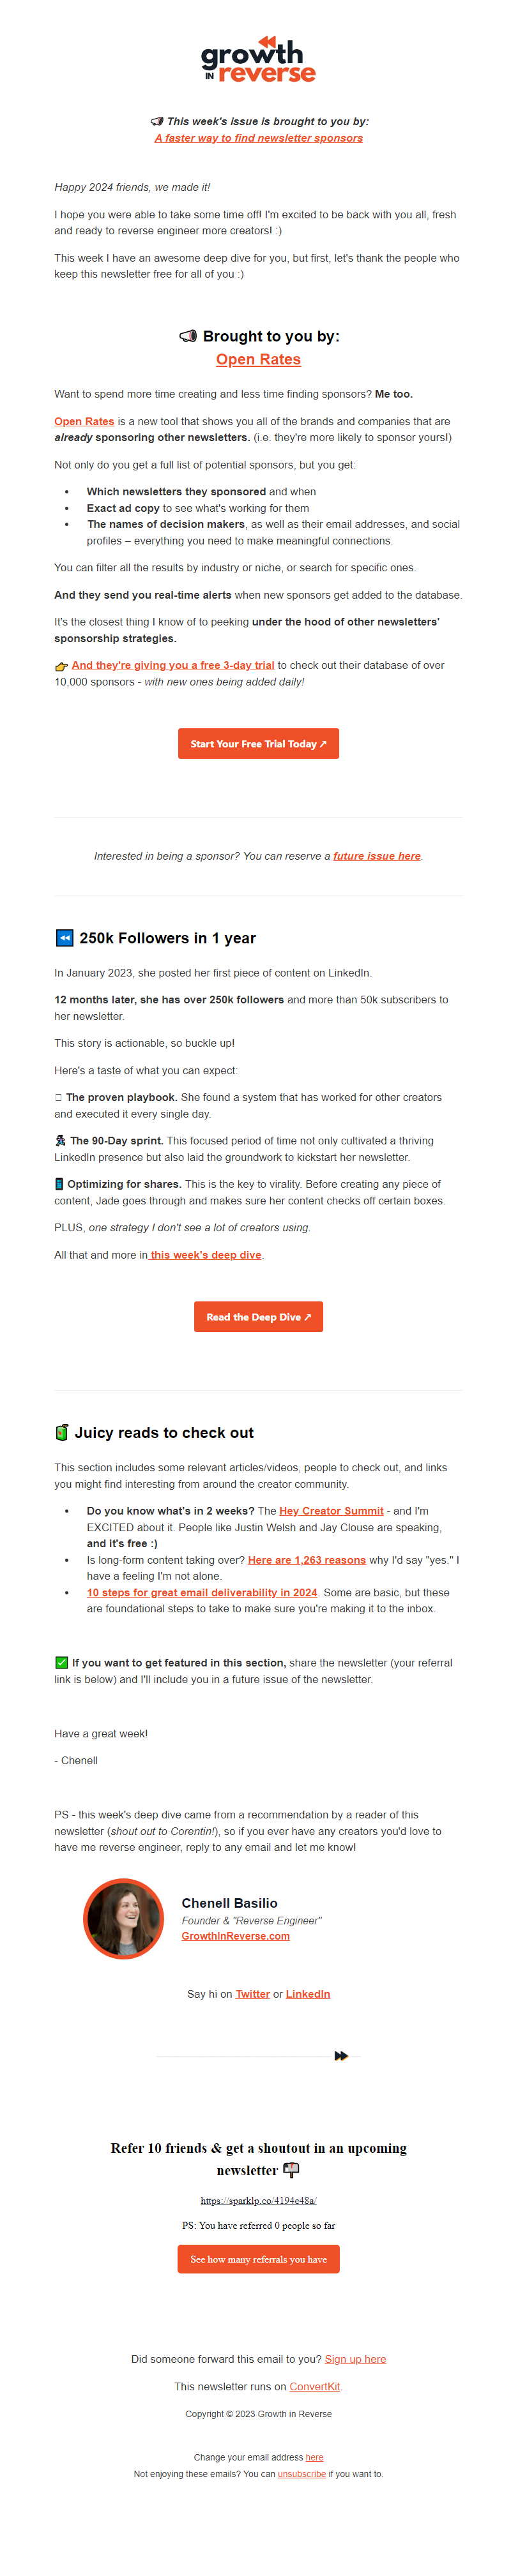 growth
IN reverse
📢 This week's issue is brought to you by:
A faster way to find newsletter sponsors
Happy 2024 friends, we made it!
I hope you were able to take some time off! I'm excited to be back with you all, fresh
and ready to reverse engineer more creators! :)
This week I have an awesome deep dive for you, but first, let's thank the people who
keep this newsletter free for all of you :)
📢 Brought to you by:
Open Rates
Want to spend more time creating and less time finding sponsors? Me too.
Open Rates is a new tool that shows you all of the brands and companies that are
already sponsoring other newsletters. (i.e. they're more likely to sponsor yours!)
Not only do you get a full list of potential sponsors, but you get:
• Which newsletters they sponsored and when
• Exact ad copy to see what's working for them
• The names of decision makers, as well as their email addresses, and social
profiles – everything you need to make meaningful connections.
You can filter all the results by industry or niche, or search for specific ones.
And they send you real-time alerts when new sponsors get added to the database.
It's the closest thing I know of to peeking under the hood of other newsletters'
sponsorship strategies.
👉 And they're giving you a free 3-day trial to check out their database of over
10,000 sponsors - with new ones being added daily!
Start Your Free Trial Today ↗
Interested in being a sponsor? You can reserve a future issue here.
⏪ 250k Followers in 1 year
In January 2023, she posted her first piece of content on LinkedIn.
12 months later, she has over 250k followers and more than 50k subscribers to
her newsletter.
This story is actionable, so buckle up!
Here's a taste of what you can expect:
The proven playbook. She found a system that has worked for other creators
and executed it every single day.
The 90-Day sprint. This focused period of time not only cultivated a thriving
LinkedIn presence but also laid the groundwork to kickstart her newsletter.
📱 Optimizing for shares. This is the key to virality. Before creating any piece of
content, Jade goes through and makes sure her content checks off certain boxes.
PLUS, one strategy I don't see a lot of creators using.
All that and more in this week's deep dive.
Read the Deep Dive ↗
🧃 Juicy reads to check out
This section includes some relevant articles/videos, people to check out, and links
you might find interesting from around the creator community.
• Do you know what's in 2 weeks? The Hey Creator Summit - and I'm
EXCITED about it. People like Justin Welsh and Jay Clouse are speaking,
and it's free :)
• Is long-form content taking over? Here are 1,263 reasons why I'd say "yes." I
have a feeling I'm not alone.
• 10 steps for great email deliverability in 2024. Some are basic, but these
are foundational steps to take to make sure you're making it to the inbox.
✅ If you want to get featured in this section, share the newsletter (your referral
link is below) and I'll include you in a future issue of the newsletter.
Have a great week!
- Chenell
PS - this week's deep dive came from a recommendation by a reader of this
newsletter (shout out to Corentin!), so if you ever have any creators you'd love to
have me reverse engineer, reply to any email and let me know!
Chenell Basilio
Founder & "Reverse Engineer"
GrowthInReverse.com
Say hi on Twitter or LinkedIn
Refer 10 friends & get a shoutout in an upcoming
newsletter 📬
https://sparklp.co/4194e48a/
PS: You have referred 0 people so far
See how many referrals you have
Did someone forward this email to you? Sign up here
This newsletter runs on ConvertKit.
Copyright © 2023 Growth in Reverse
Change your email address here
Not enjoying these emails? You can unsubscribe if you want to.